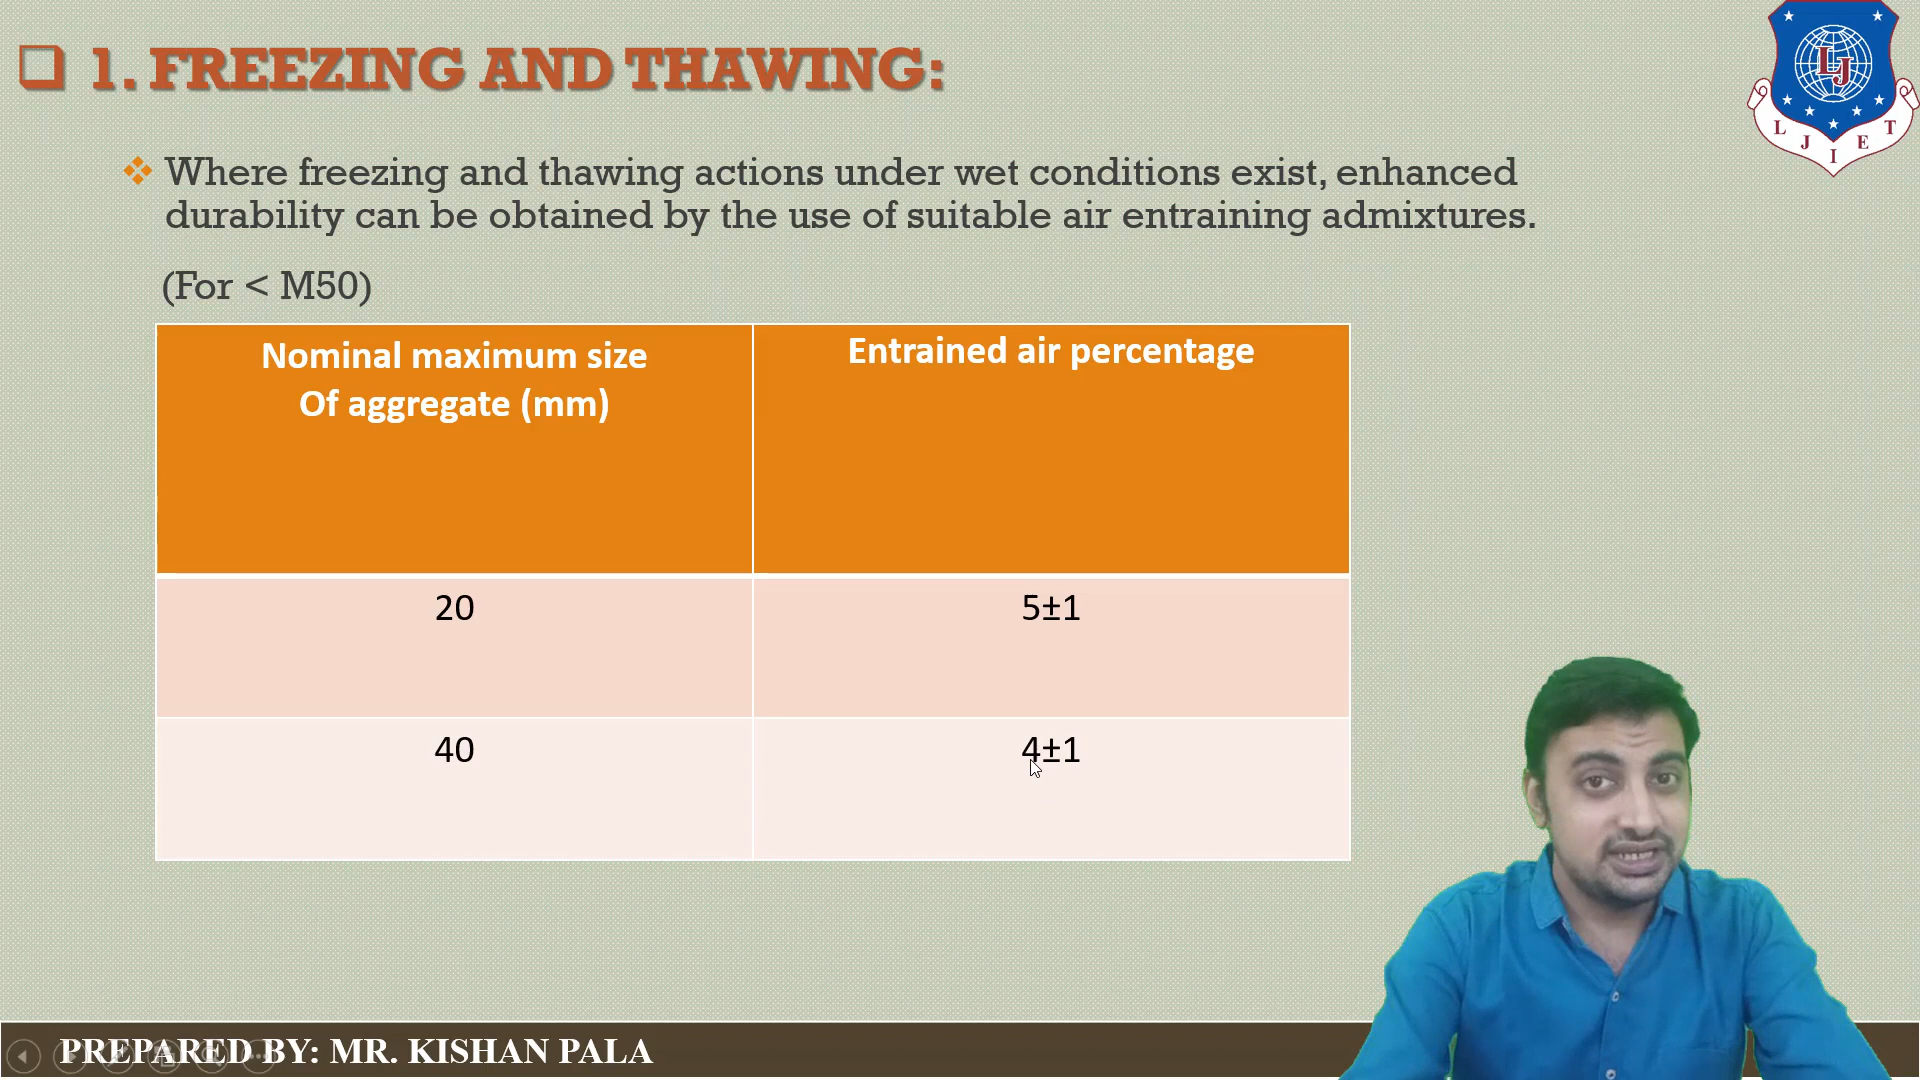 1. FREEZING AND THAWING:
Where freezing and thawing actions under wet conditions exist, enhanced
durability can be obtained by the use of suitable air entraining admixtures.
(For < M50)
Nominal maximum size
Of aggregate (mm)
Entrained air percentage
20
5±1
40
4±1
LJ
L J I E T
PREPARED BY: MR. KISHAN PALA